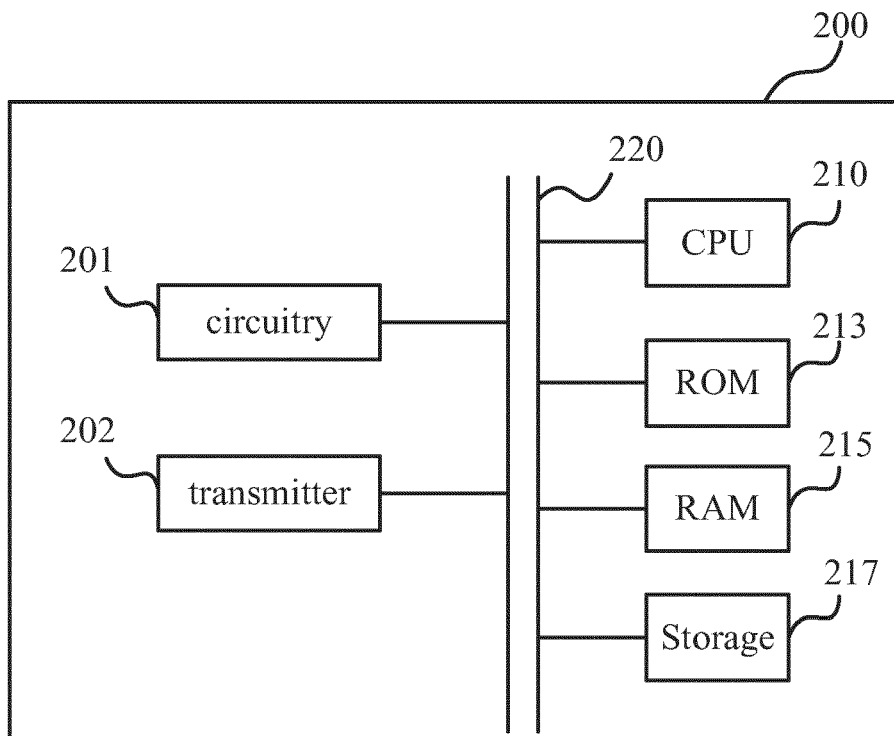 200
220
210
CPU
201
circuitry
213
ROM
202
transmitter
215
RAM
217
Storage